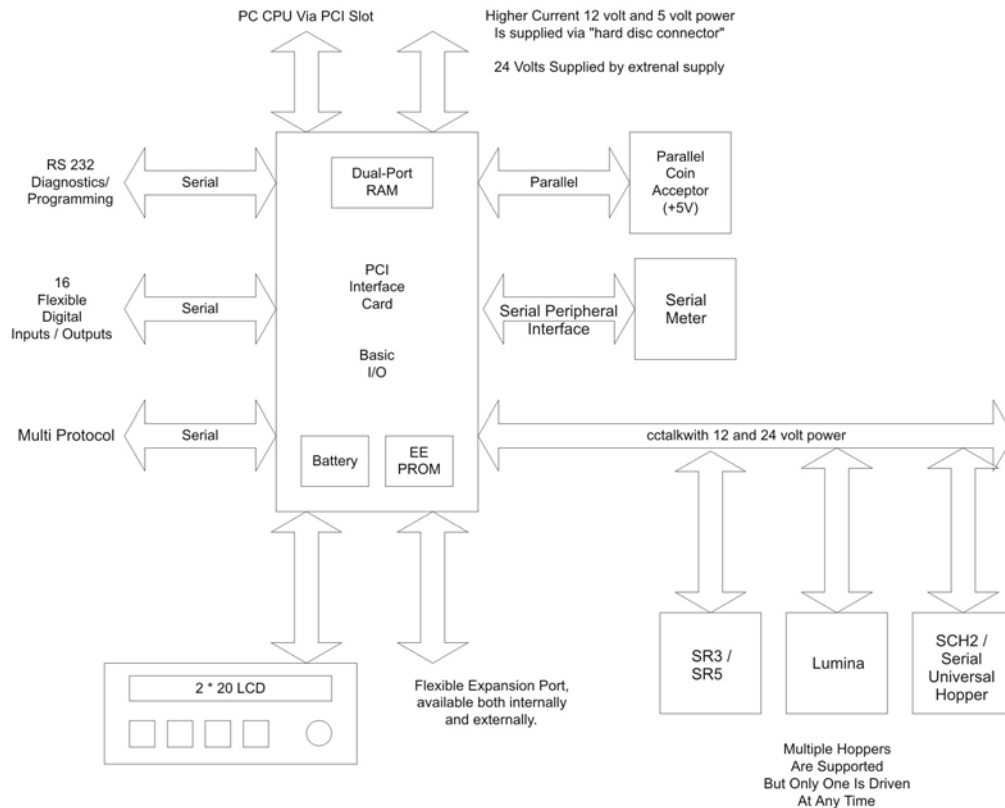 PC CPU Via PCI Slot
Higher Current 12 volt and 5 volt power
Is supplied via "hard disc connector"
24 Volts Supplied by extrenal supply
RS 232
Diagnostics/
Programming
Serial
Dual-Port
RAM
Parallel
Parallel
Coin
Acceptor
(+5V)
16
Flexible
Digital
Inputs / Outputs
Serial
PCI
Interface
Card
Serial Peripheral
Interface
Serial
Meter
Basic
I/O
Multi Protocol
Serial
Battery
EE
PROM
cctalkwith 12 and 24 volt power
2 * 20 LCD
Flexible Expansion Port,
available both internally
and externally.
SR3 /
SR5
Lumina
SCH2 /
Serial
Universal
Hopper
Multiple Hoppers
Are Supported
But Only One Is Driven
At Any Time